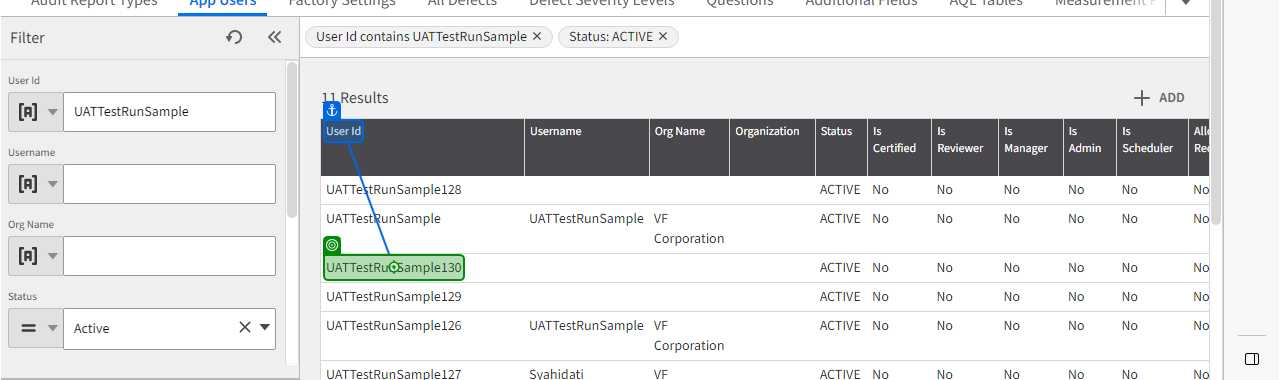 Audit Report Types App Users Factory Settings All Defects Defect Severity Levels Questions Additional Fields AQL Tables Measurement
Filter
User Id contains UATTestRunSample Status: ACTIVE
User Id
UATTestRunSample
Username
Org Name
Status
Active
11 Results
ADD
User Id Username Org Name Organization Status Is Certified Is Reviewer Is Manager Is Admin Is Scheduler
UATTestRunSample128 ACTIVE No No No No No No
UATTestRunSample UATTestRunSample VF Corporation ACTIVE No No No No No No
UATTestRunSample130 ACTIVE No No No No No No
UATTestRunSample129 ACTIVE No No No No No No
UATTestRunSample126 UATTestRunSample VF Corporation ACTIVE No No No No No No
UATTestRunSample127 Syahidati VF ACTIVE No No No No No No